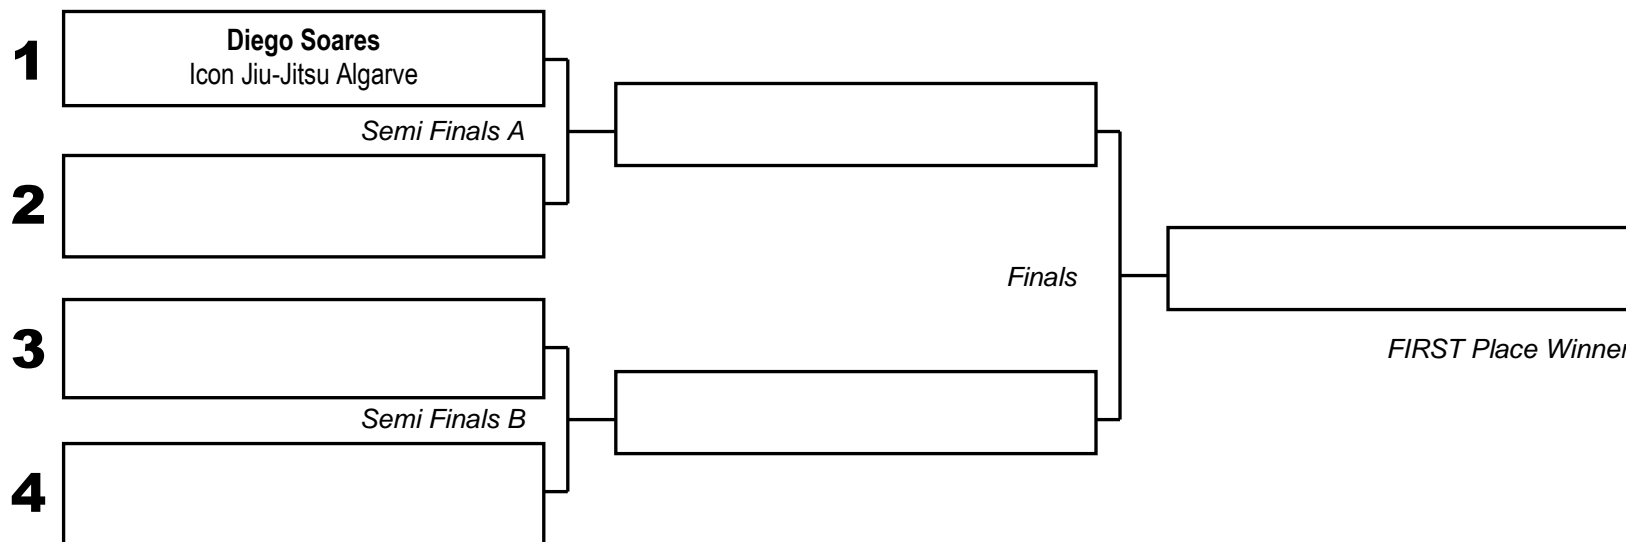 1
Diego Soares
Icon Jiu-Jitsu Algarve
Semi Finals A
2
Finals
3
FIRST Place Winner
Semi Finals B
4